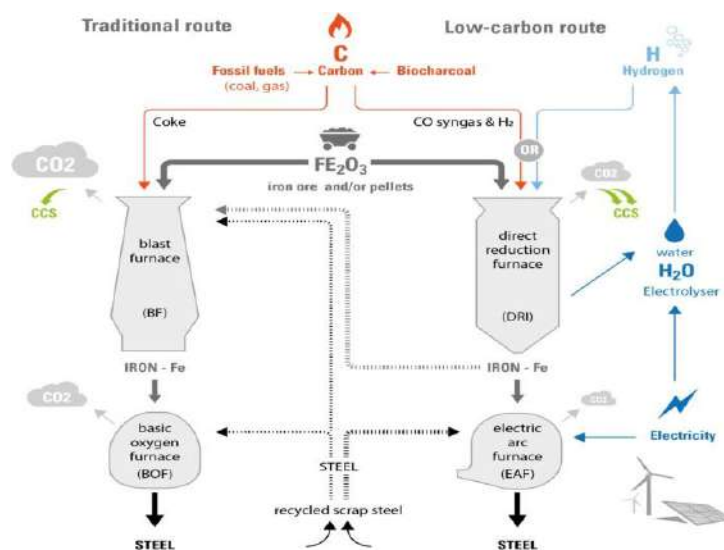 Traditional route
Low-carbon route
C
Carbon
Fossil fuels
(coal, gas)
Biocharcoal
H
Hydrogen
Coke
CO syngas & H₂
OR
FE₂O₃
iron ore and/or pellets
CO2
CCS
CO2
CCS
blast
furnace
(BF)
direct
reduction
furnace
(DRI)
water
H₂O
Electrolyser
IRON - Fe
IRON - Fe
CO2
basic
oxygen
furnace
(BOF)
electric
arc
furnace
(EAF)
CO2
Electricity
STEEL
recycled scrap steel
STEEL
STEEL